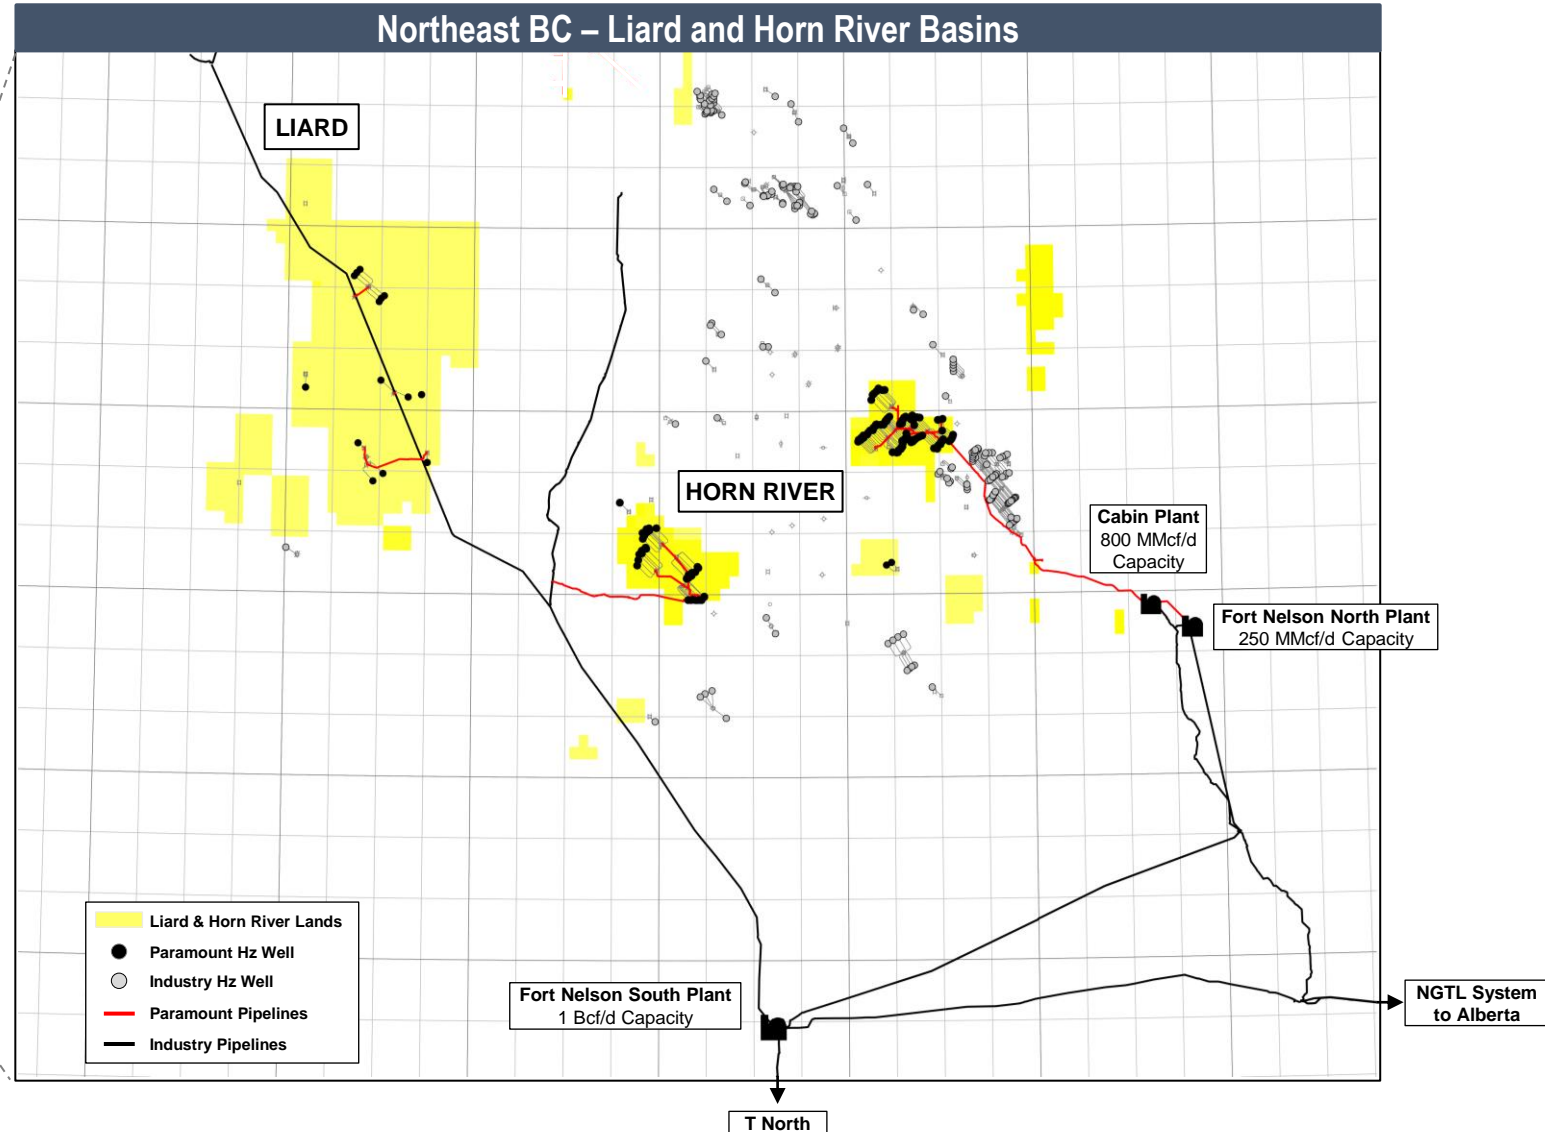 Northeast BC – Liard and Horn River Basins
LIARD
HORN RIVER
Cabin Plant
800 MMcf/d
Capacity
Fort Nelson North Plant
250 MMcf/d Capacity
Liard & Horn River Lands
Paramount Hz Well
Industry Hz Well
Paramount Pipelines
Industry Pipelines
Fort Nelson South Plant
1 Bcf/d Capacity
NGTL System
to Alberta
T North